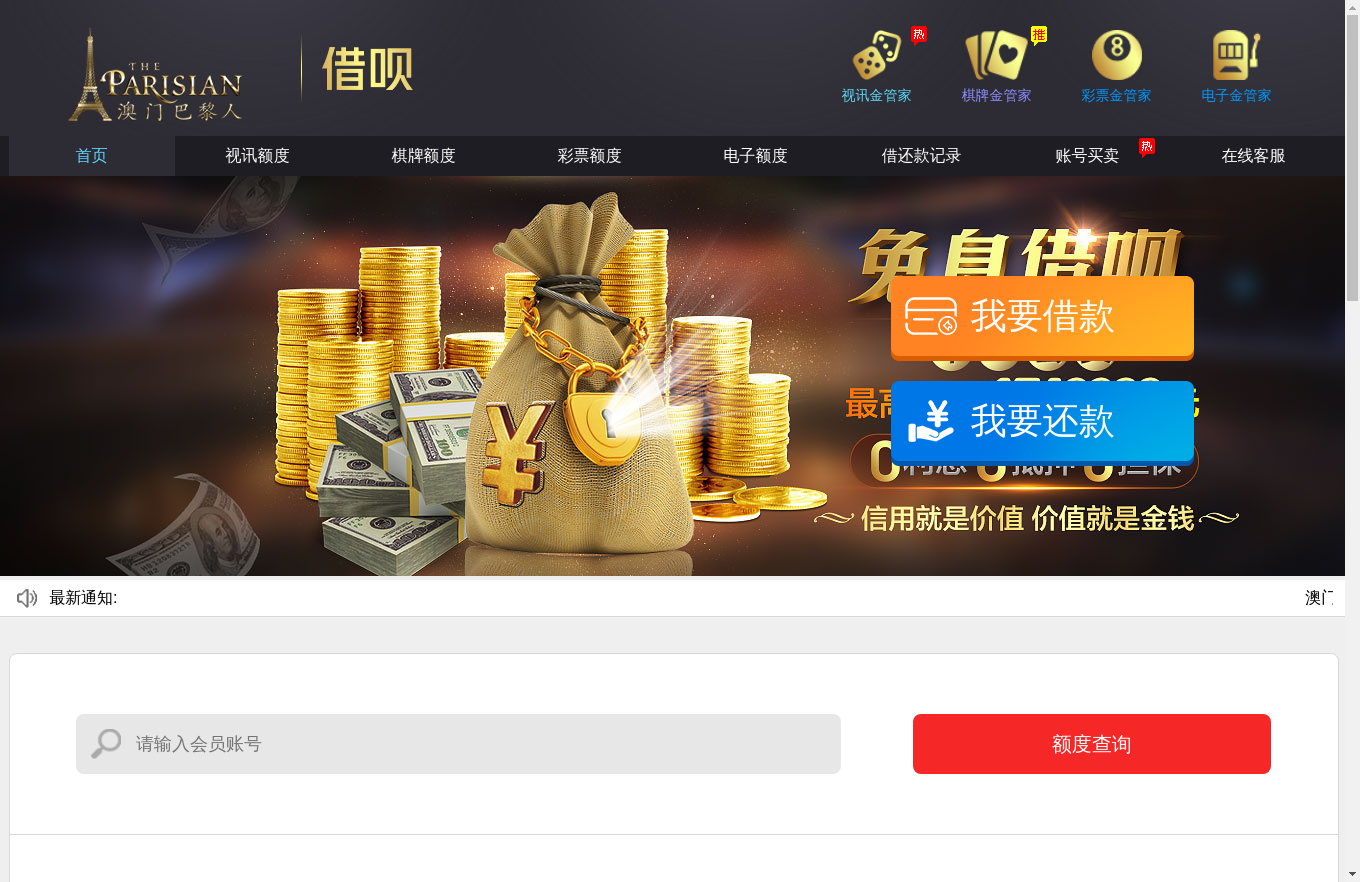 THE
PARISIAN
澳门巴黎人
借呗
热
推
8
视讯金管家
棋牌金管家
彩票金管家
电子金管家
首页
视讯额度
棋牌额度
彩票额度
电子额度
借还款记录
账号买卖
热
在线客服
免息借呗
我要借款
最高
我要还款
0利息 0抵押 0担保
信用就是价值 价值就是金钱
最新通知:
澳门
请输入会员账号
额度查询